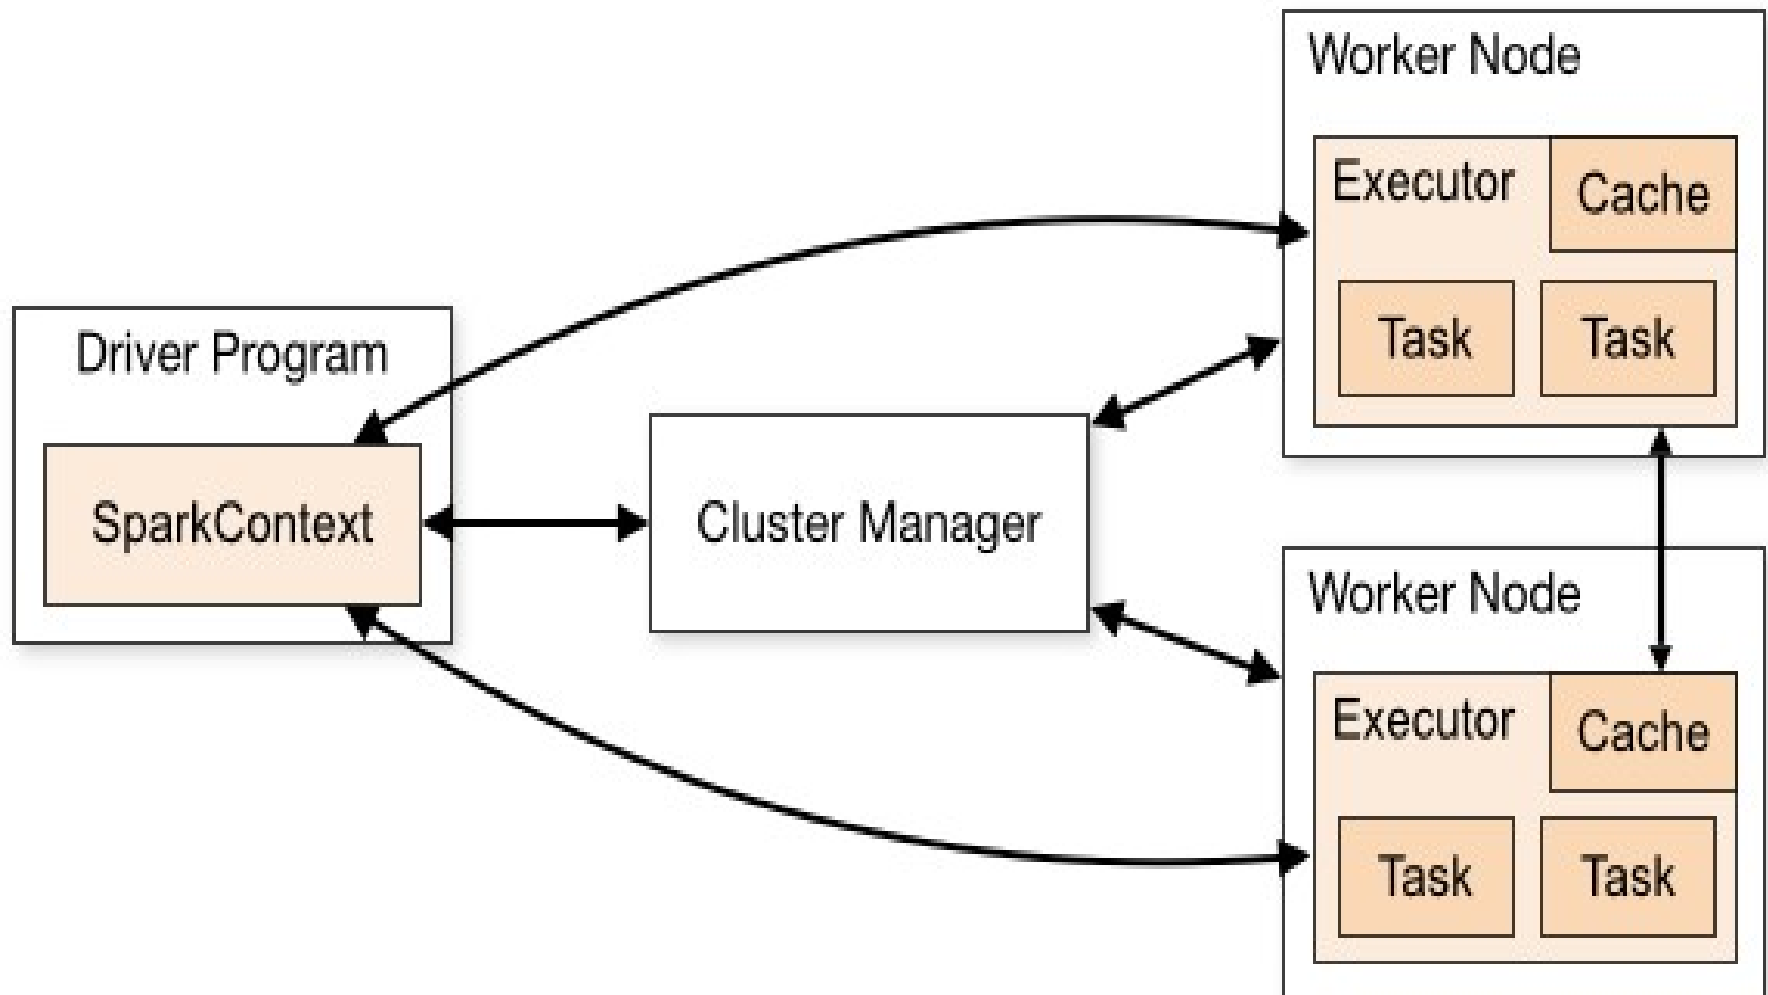 Worker Node
Executor
Cache
Task
Task
Driver Program
SparkContext
Cluster Manager
Worker Node
Executor
Cache
Task
Task